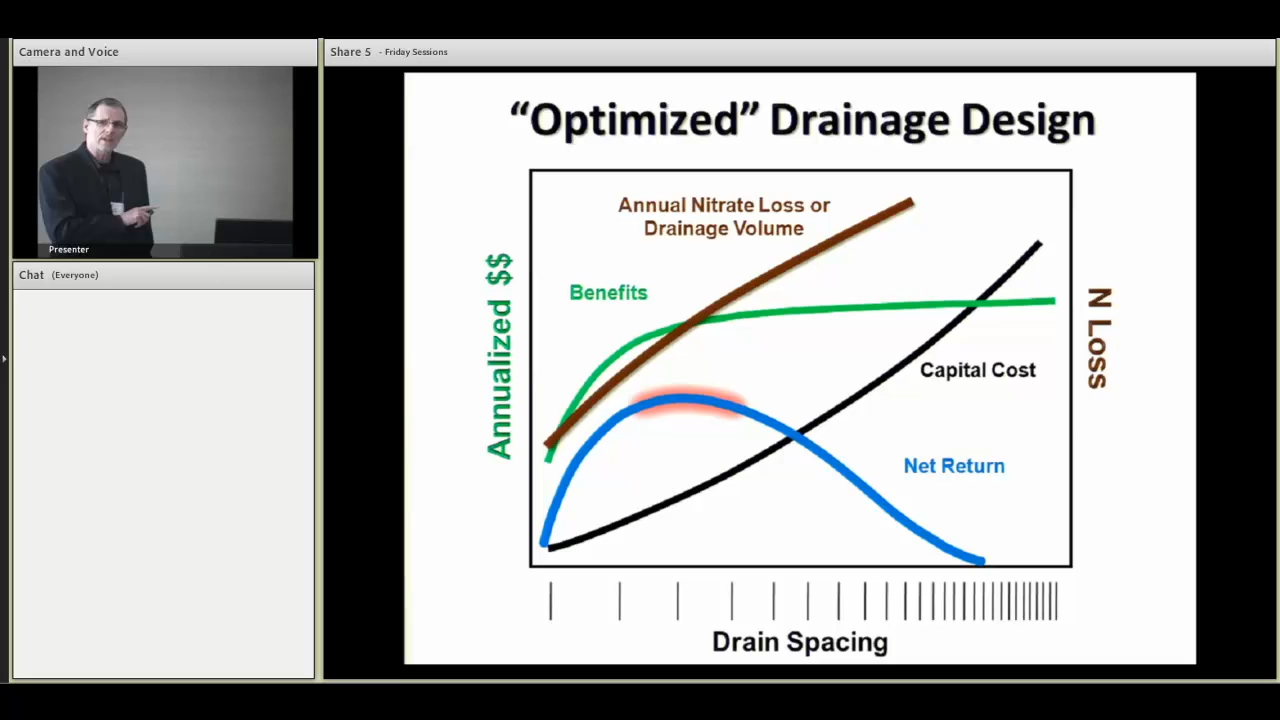 Camera and Voice
Presenter
Chat (Everyone)
Share 5 - Friday Sessions
“Optimized” Drainage Design
Annual Nitrate Loss or
Drainage Volume
Benefits
Capital Cost
Net Return
Annualized $$
N Loss
Drain Spacing